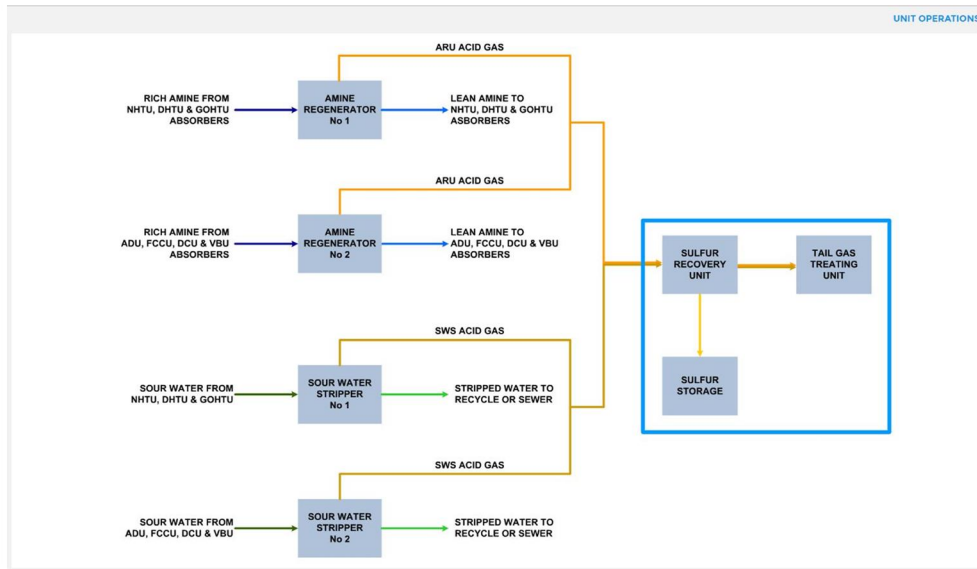 UNIT OPERATIONS
ARU ACID GAS
RICH AMINE FROM
NHTU, DHTU & GOHTU
ABSORBERS
AMINE
REGENERATOR
No 1
LEAN AMINE TO
NHTU, DHTU & GOHTU
ASBORBERS
ARU ACID GAS
RICH AMINE FROM
ADU, FCCU, DCU & VBU
ABSORBERS
AMINE
REGENERATOR
No 2
LEAN AMINE TO
ADU, FCCU, DCU & VBU
ABSORBERS
SULFUR
RECOVERY
UNIT
TAIL GAS
TREATING
UNIT
SWS ACID GAS
SOUR WATER FROM
NHTU, DHTU & GOHTU
SOUR WATER
STRIPPER
No 1
STRIPPED WATER TO
RECYCLE OR SEWER
SULFUR
STORAGE
SWS ACID GAS
SOUR WATER FROM
ADU, FCCU, DCU & VBU
SOUR WATER
STRIPPER
No 2
STRIPPED WATER TO
RECYCLE OR SEWER